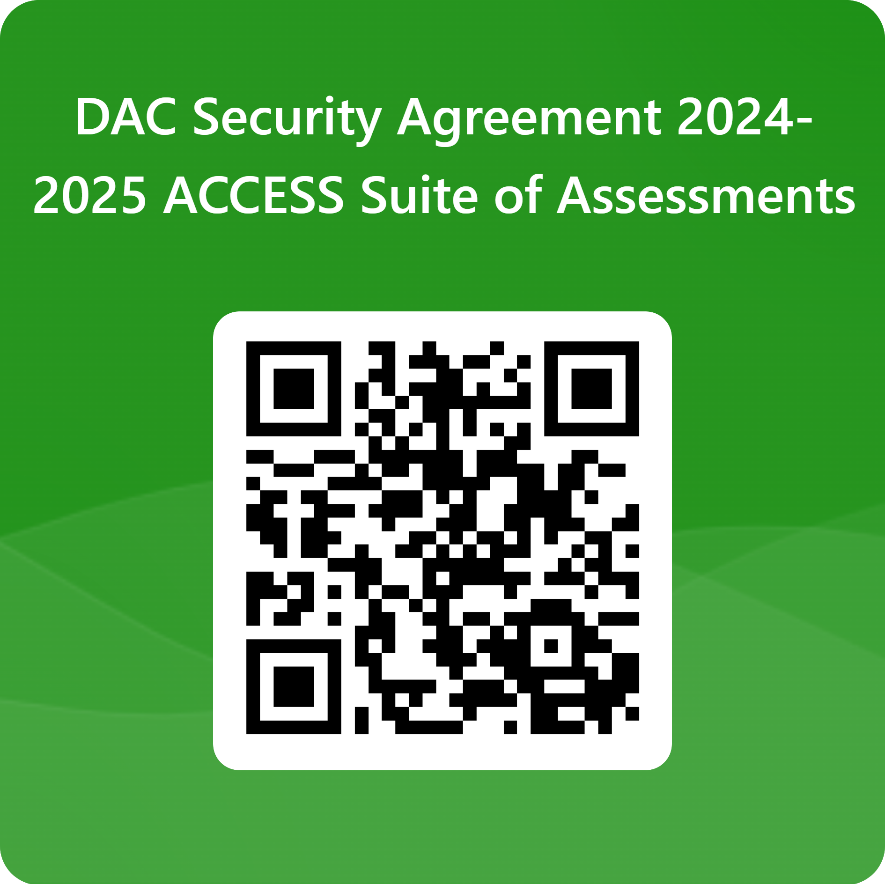 DAC Security Agreement 2024-
2025 ACCESS Suite of Assessments